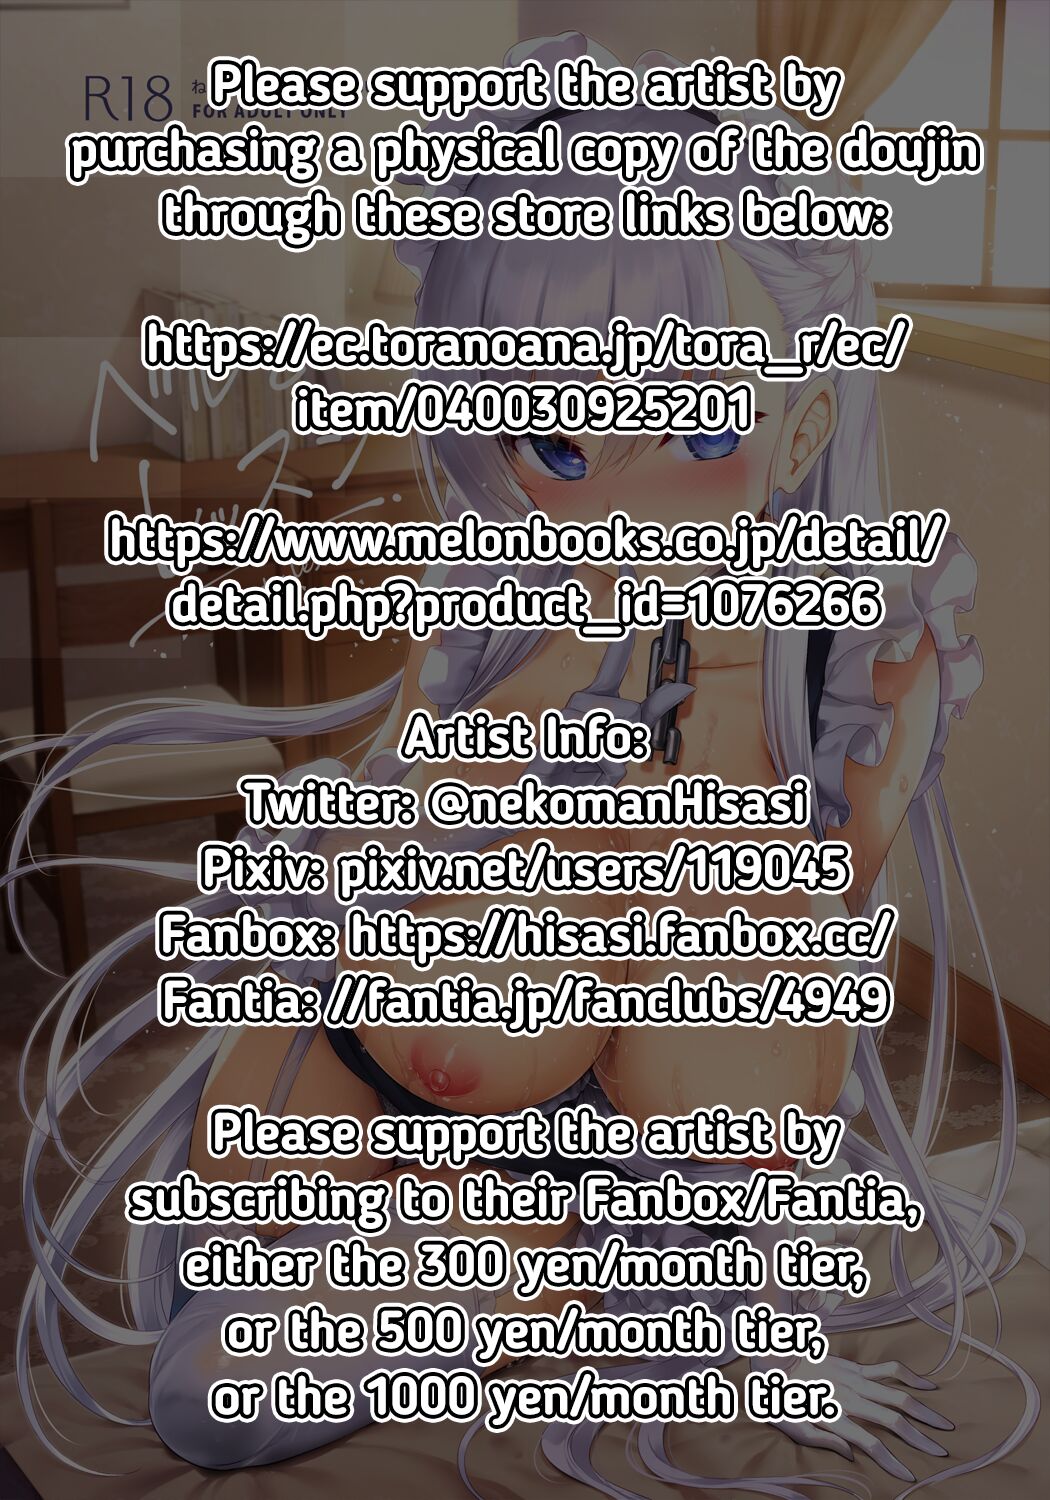 R18
FOR ADULT ONLY
Please support the artist by
purchasing a physical copy of the doujin
through these store links below:
https://ec.toranoana.jp/tora_r/ec/
item/040030925201
https://www.melonbooks.co.jp/detail/
detail.php?product_id=1076266
Artist Info:
Twitter: @nekomanHisasi
Pixiv: pixiv.net/users/119045
Fanbox: https://hisasi.fanbox.cc/
Fantia: //fantia.jp/fanclubs/4949
Please support the artist by
subscribing to their Fanbox/Fantia,
either the 300 yen/month tier,
or the 500 yen/month tier,
or the 1000 yen/month tier.